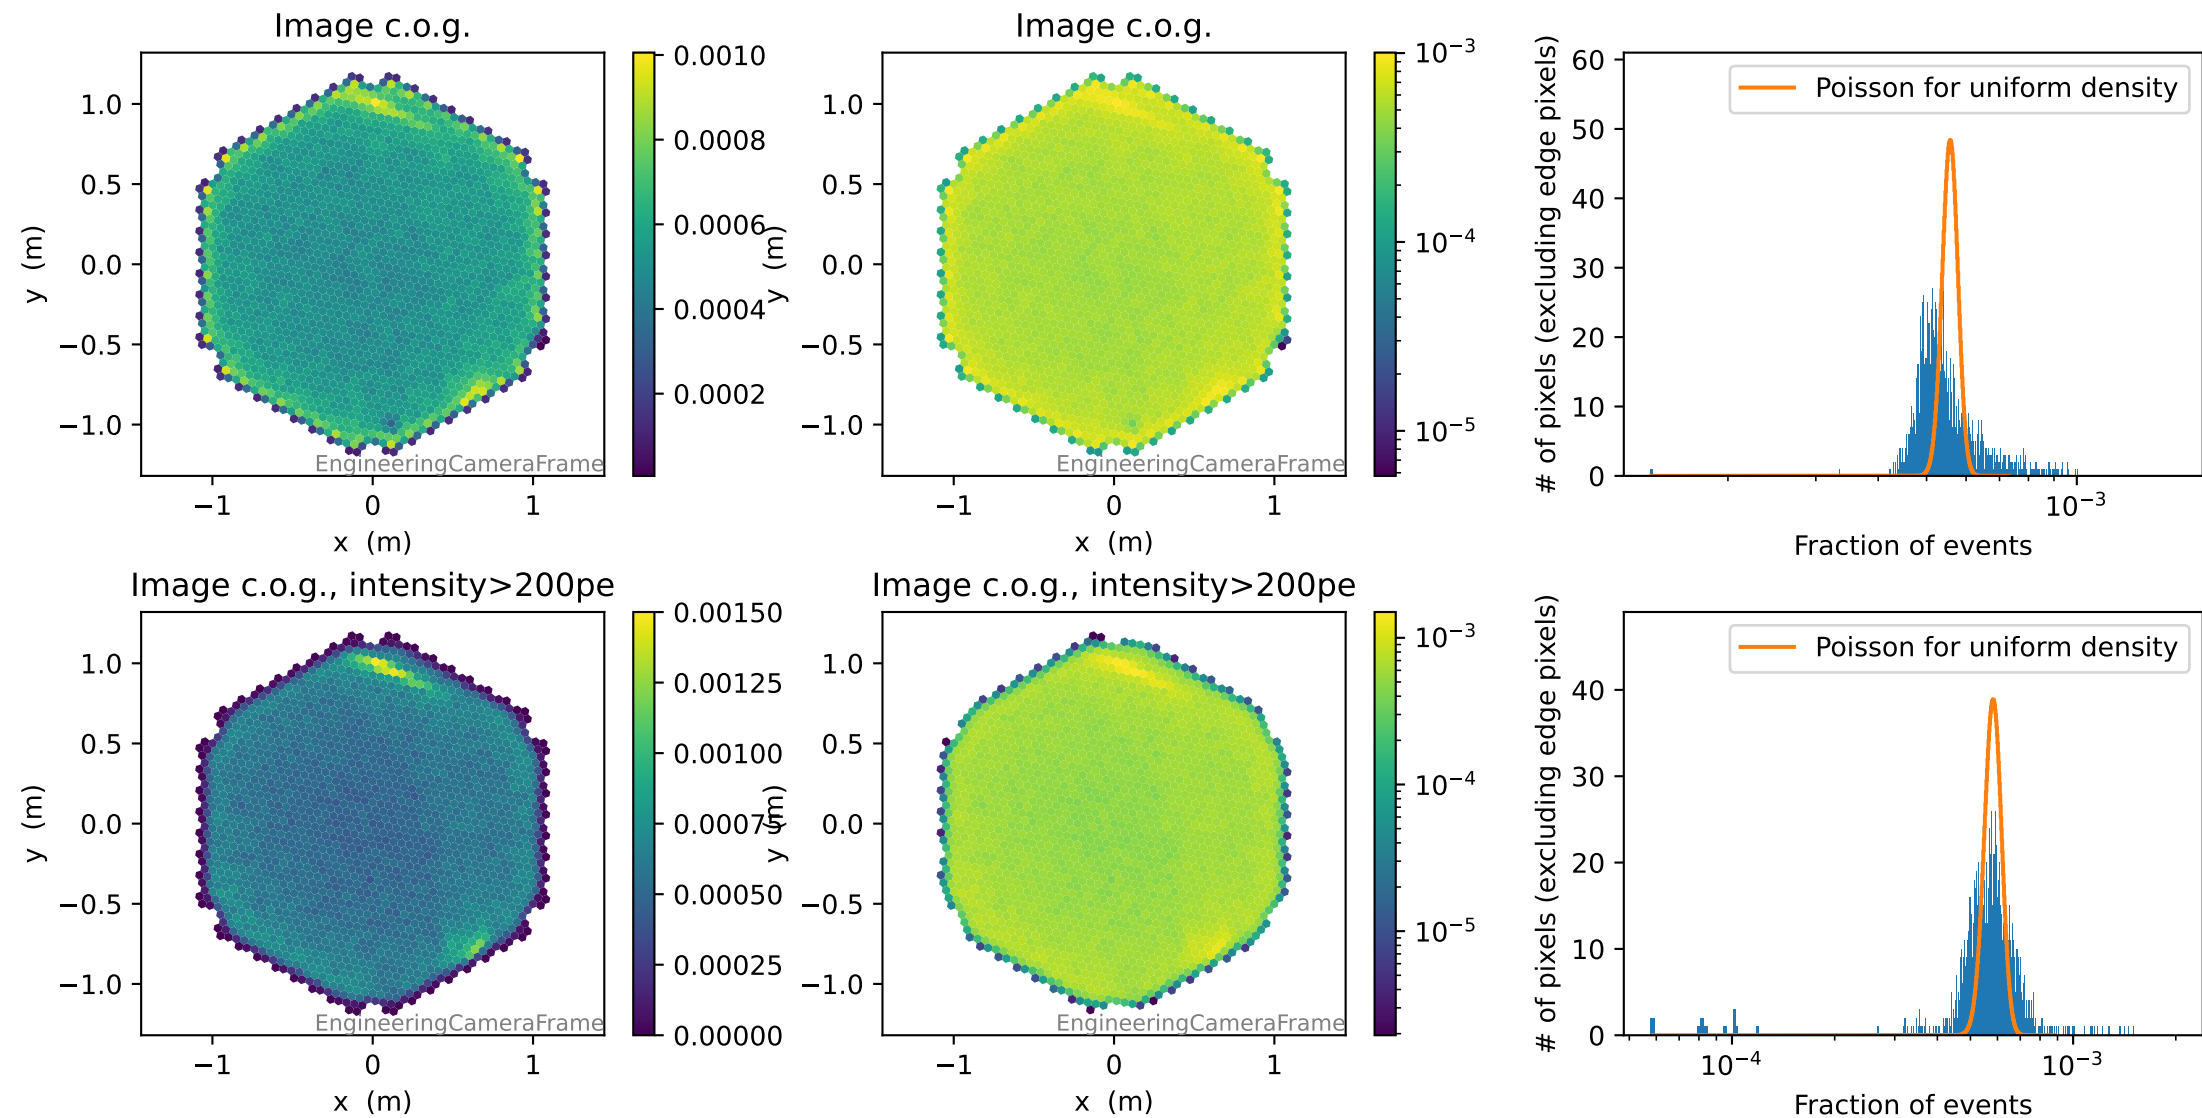 Image c.o.g.
y (m)
1.0
0.5
0.0
−0.5
−1.0
−1
0
1
x (m)
EngineeringCameraFrame
0.0010
0.0008
0.0006
0.0004
0.0002
Image c.o.g.
y (m)
1.0
0.5
0.0
−0.5
−1.0
−1
0
1
x (m)
EngineeringCameraFrame
10⁻³
10⁻⁴
10⁻⁵
# of pixels (excluding edge pixels)
60
50
40
30
20
10
0
Poisson for uniform density
10⁻³
Fraction of events
Image c.o.g., intensity>200pe
y (m)
1.0
0.5
0.0
−0.5
−1.0
−1
0
1
x (m)
EngineeringCameraFrame
0.00150
0.00125
0.00100
0.00075
0.00050
0.00025
0.00000
Image c.o.g., intensity>200pe
y (m)
1.0
0.5
0.0
−0.5
−1.0
−1
0
1
x (m)
EngineeringCameraFrame
10⁻³
10⁻⁴
10⁻⁵
# of pixels (excluding edge pixels)
40
30
20
10
0
Poisson for uniform density
10⁻⁴
10⁻³
Fraction of events